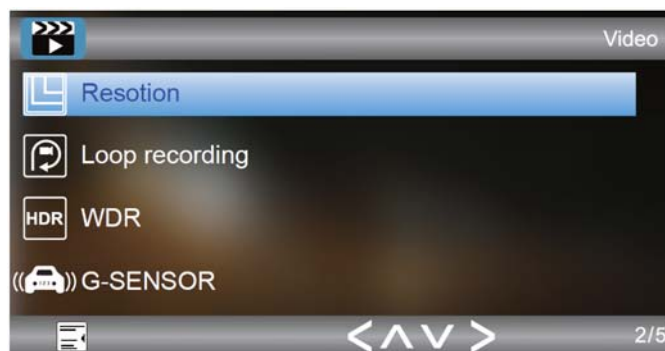 Video
Resotion
Loop recording
HDR WDR
G-SENSOR
2/5